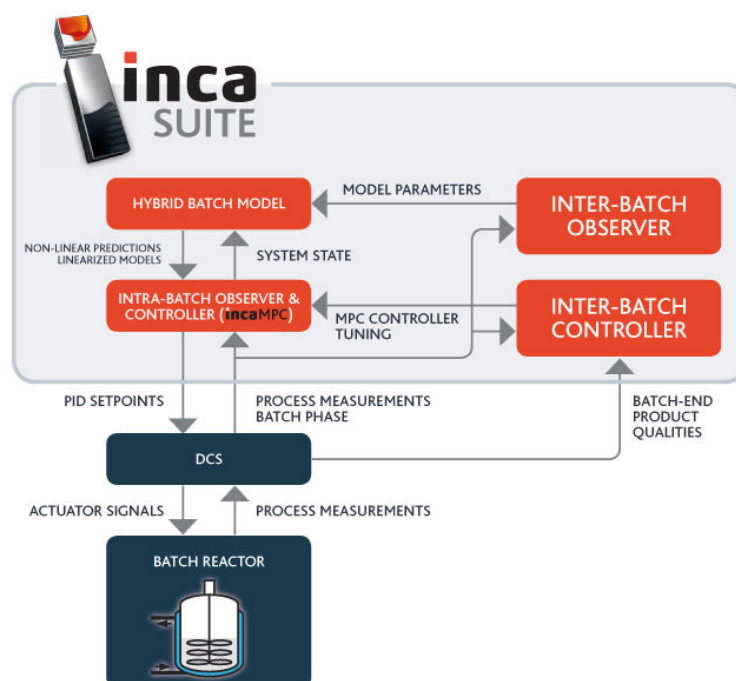 inca
SUITE
HYBRID BATCH MODEL
MODEL PARAMETERS
INTER-BATCH
OBSERVER
NON-LINEAR PREDICTIONS
LINEARIZED MODELS
SYSTEM STATE
INTRA-BATCH OBSERVER &
CONTROLLER (incaMPC)
MPC CONTROLLER
TUNING
INTER-BATCH
CONTROLLER
PID SETPOINTS
PROCESS MEASUREMENTS
BATCH PHASE
BATCH-END
PRODUCT
QUALITIES
DCS
ACTUATOR SIGNALS
PROCESS MEASUREMENTS
BATCH REACTOR